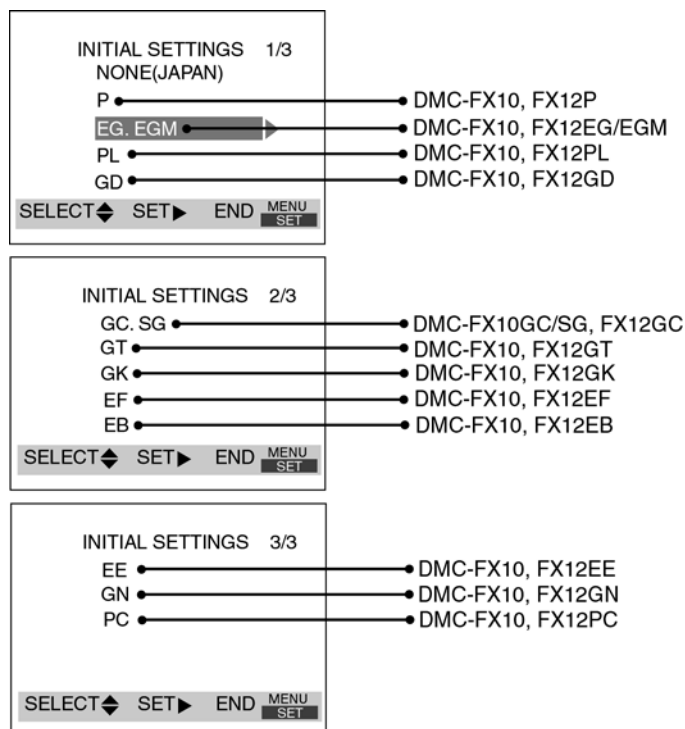 INITIAL SETTINGS 1/3
NONE(JAPAN)
P DMC-FX10, FX12P
EG. EGM DMC-FX10, FX12EG/EGM
PL DMC-FX10, FX12PL
GD DMC-FX10, FX12GD
SELECT SET END MENU SET
INITIAL SETTINGS 2/3
GC. SG DMC-FX10GC/SG, FX12GC
GT DMC-FX10, FX12GT
GK DMC-FX10, FX12GK
EF DMC-FX10, FX12EF
EB DMC-FX10, FX12EB
SELECT SET END MENU SET
INITIAL SETTINGS 3/3
EE DMC-FX10, FX12EE
GN DMC-FX10, FX12GN
PC DMC-FX10, FX12PC
SELECT SET END MENU SET